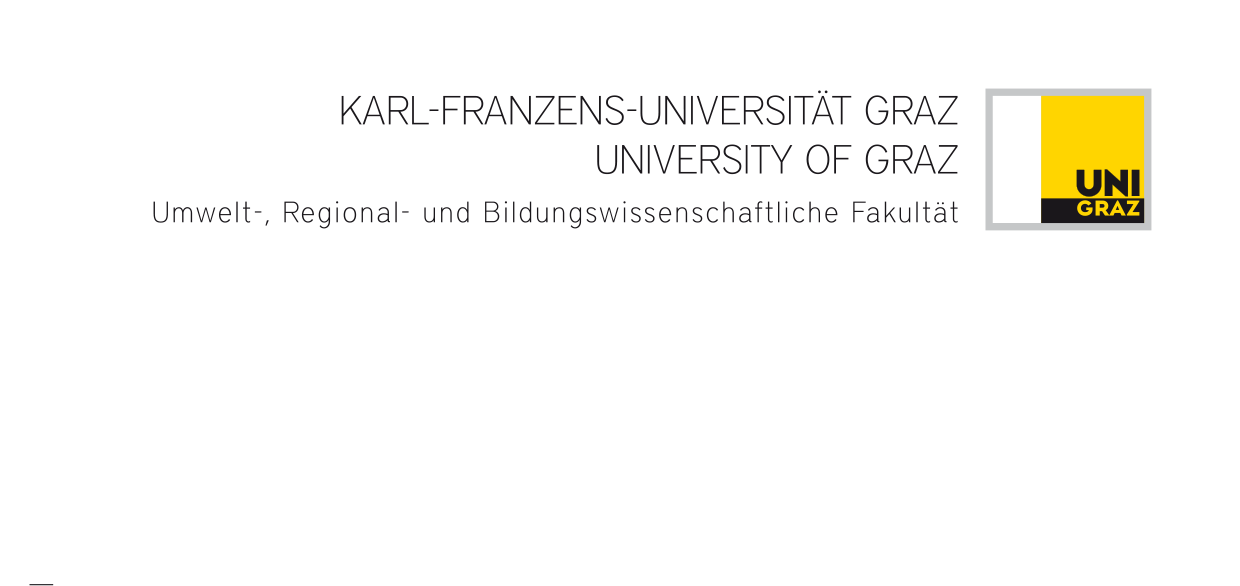 KARL-FRANZENS-UNIVERSITÄT GRAZ
UNIVERSITY OF GRAZ
Umwelt-, Regional- und Bildungswissenschaftliche Fakultät
UNI
GRAZ